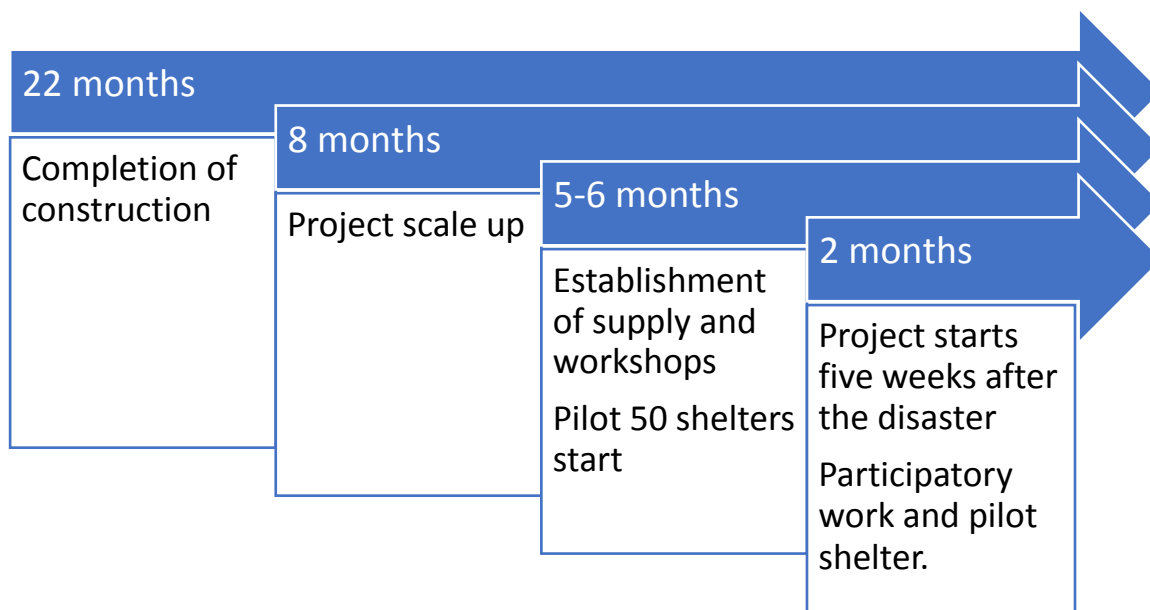 22 months
Completion of
construction
8 months
Project scale up
5-6 months
Establishment
of supply and
workshops
Pilot 50 shelters
start
2 months
Project starts
five weeks after
the disaster
Participatory
work and pilot
shelter.